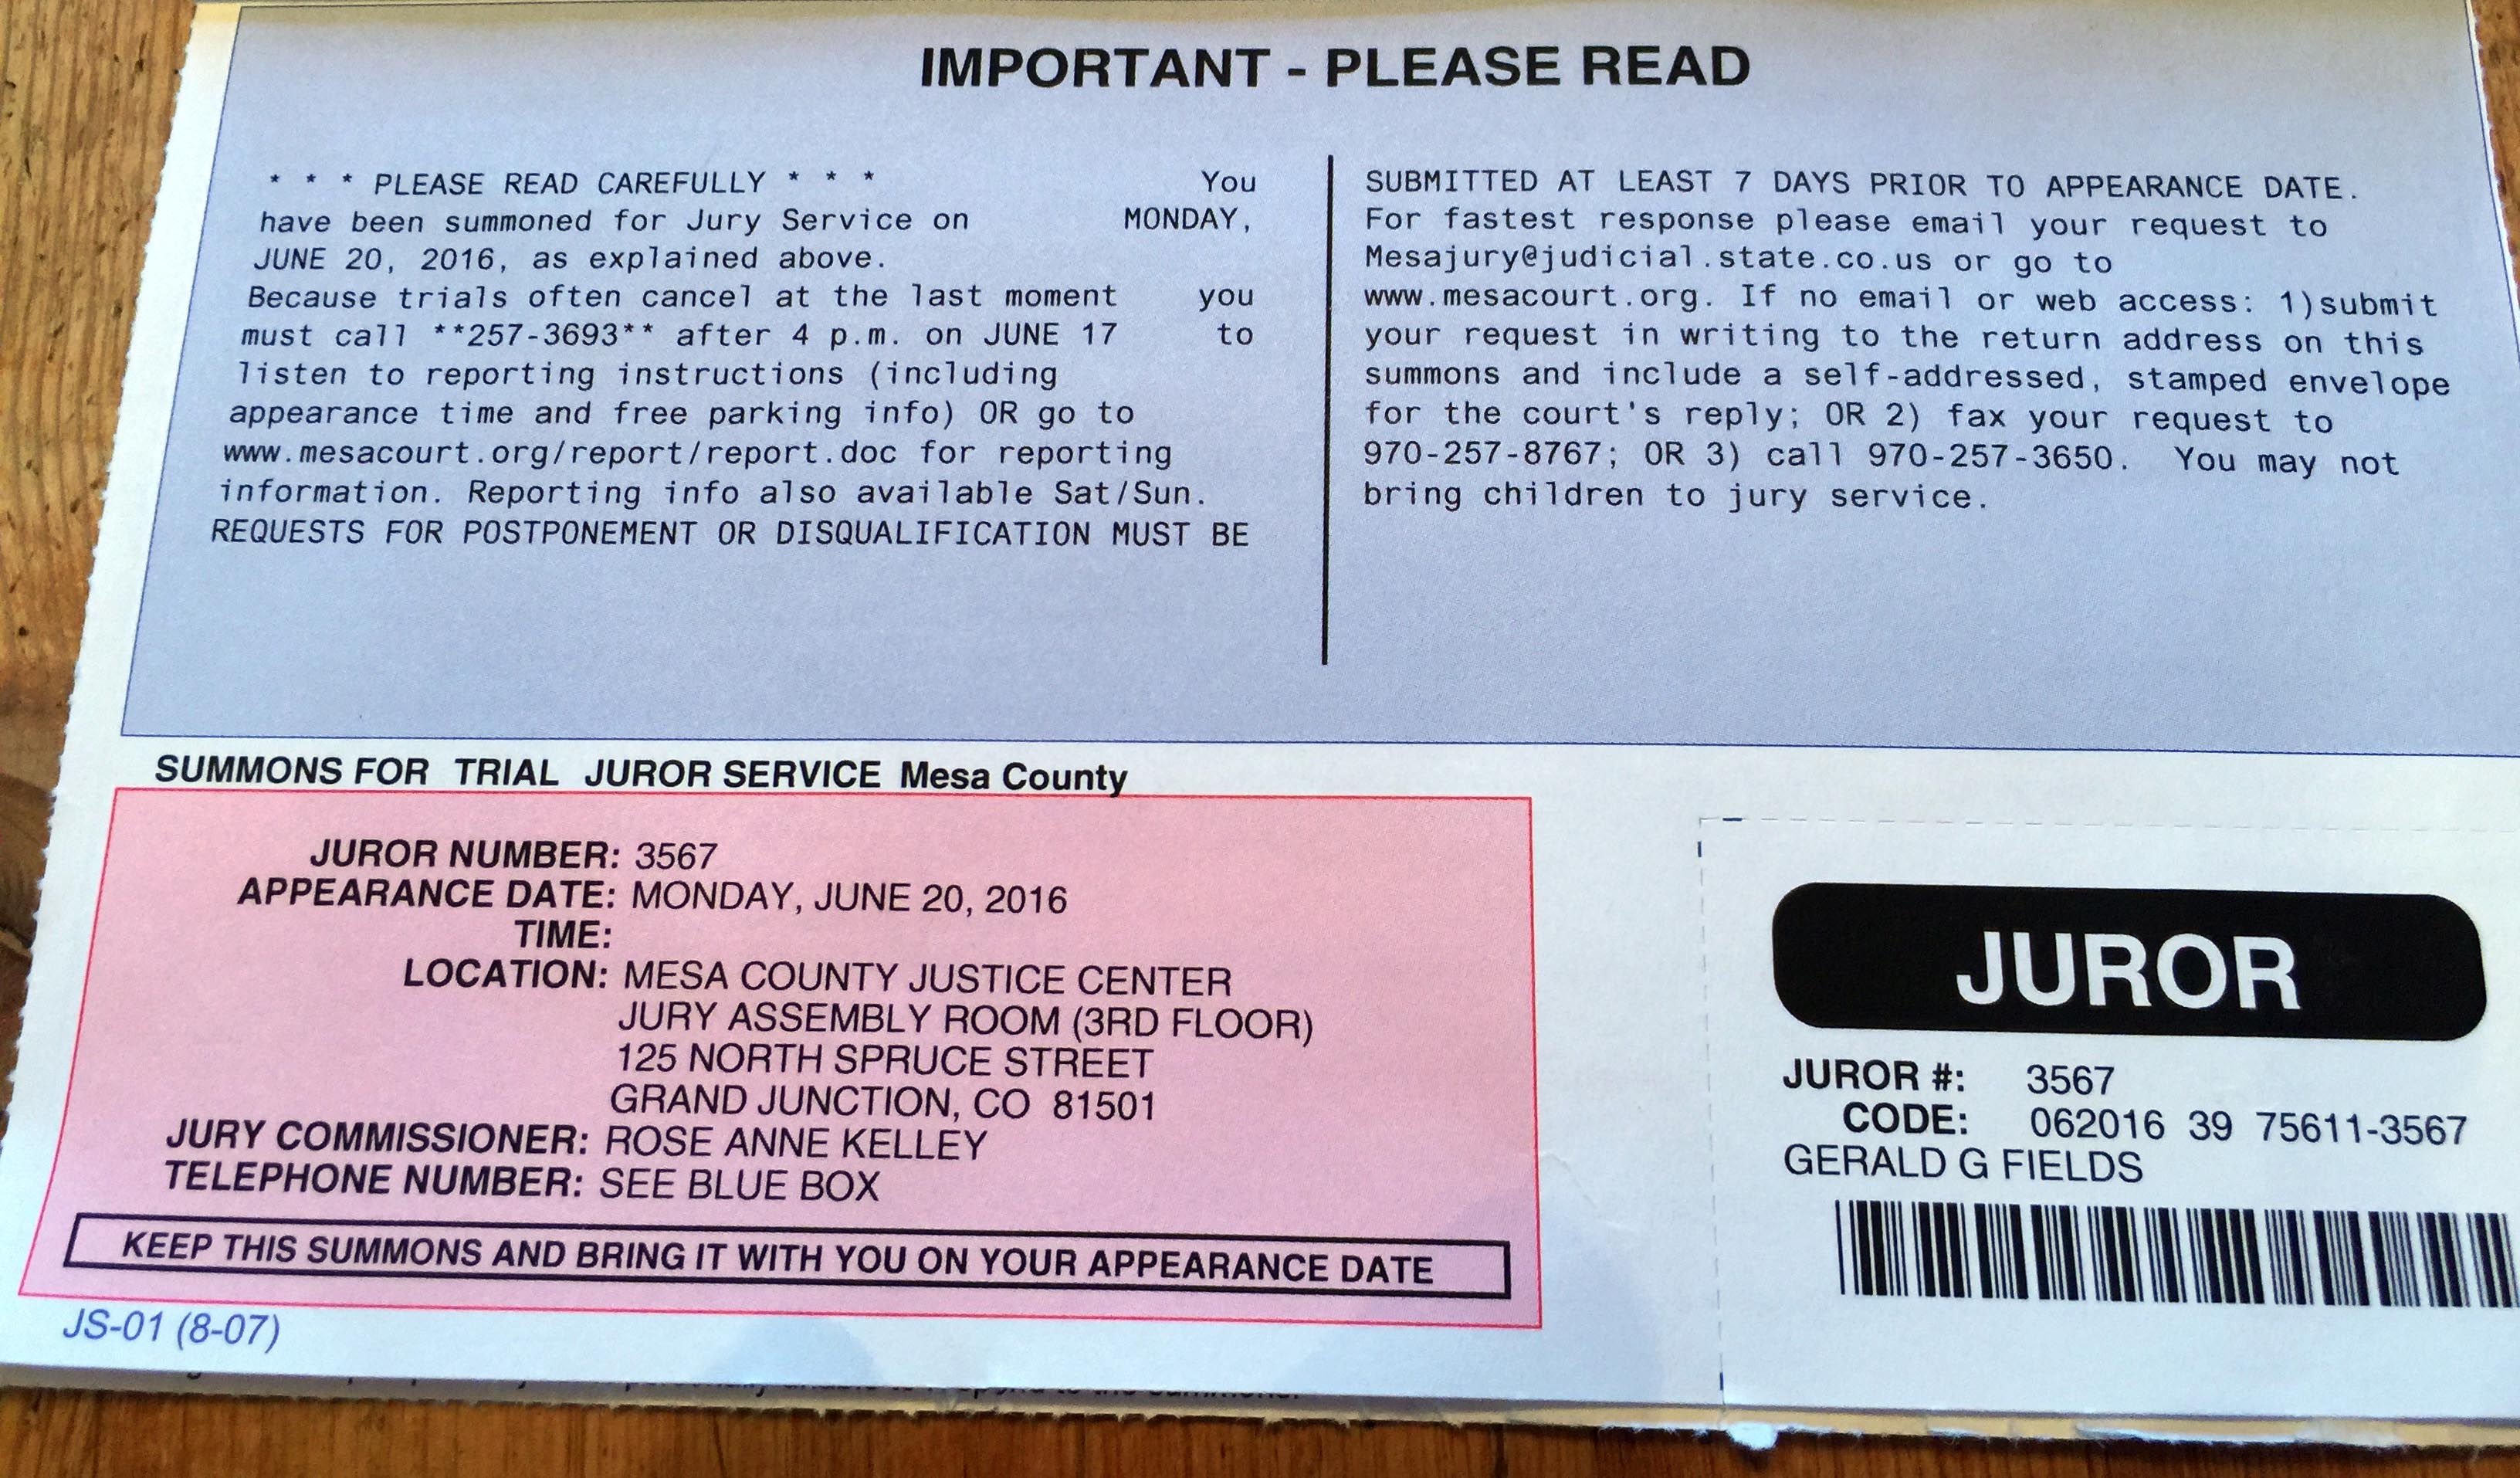 IMPORTANT - PLEASE READ
* * * PLEASE READ CAREFULLY * * * You
have been summoned for Jury Service on MONDAY,
JUNE 20, 2016, as explained above.
Because trials often cancel at the last moment you
must call **257-3693** after 4 p.m. on JUNE 17 to
listen to reporting instructions (including
appearance time and free parking info) OR go to
www.mesacourt.org/report/report.doc for reporting
information. Reporting info also available Sat/Sun.
REQUESTS FOR POSTPONEMENT OR DISQUALIFICATION MUST BE
SUBMITTED AT LEAST 7 DAYS PRIOR TO APPEARANCE DATE.
For fastest response please email your request to
Mesajury@judicial.state.co.us or go to
www.mesacourt.org. If no email or web access: 1)submit
your request in writing to the return address on this
summons and include a self-addressed, stamped envelope
for the court's reply; OR 2) fax your request to
970-257-8767; OR 3) call 970-257-3650. You may not
bring children to jury service.
SUMMONS FOR TRIAL JUROR SERVICE Mesa County
JUROR NUMBER: 3567
APPEARANCE DATE: MONDAY, JUNE 20, 2016
TIME:
LOCATION: MESA COUNTY JUSTICE CENTER
JURY ASSEMBLY ROOM (3RD FLOOR)
125 NORTH SPRUCE STREET
GRAND JUNCTION, CO 81501
JURY COMMISSIONER: ROSE ANNE KELLEY
TELEPHONE NUMBER: SEE BLUE BOX
KEEP THIS SUMMONS AND BRING IT WITH YOU ON YOUR APPEARANCE DATE
JS-01 (8-07)
JUROR
JUROR #: 3567
CODE: 062016 39 75611-3567
GERALD G FIELDS